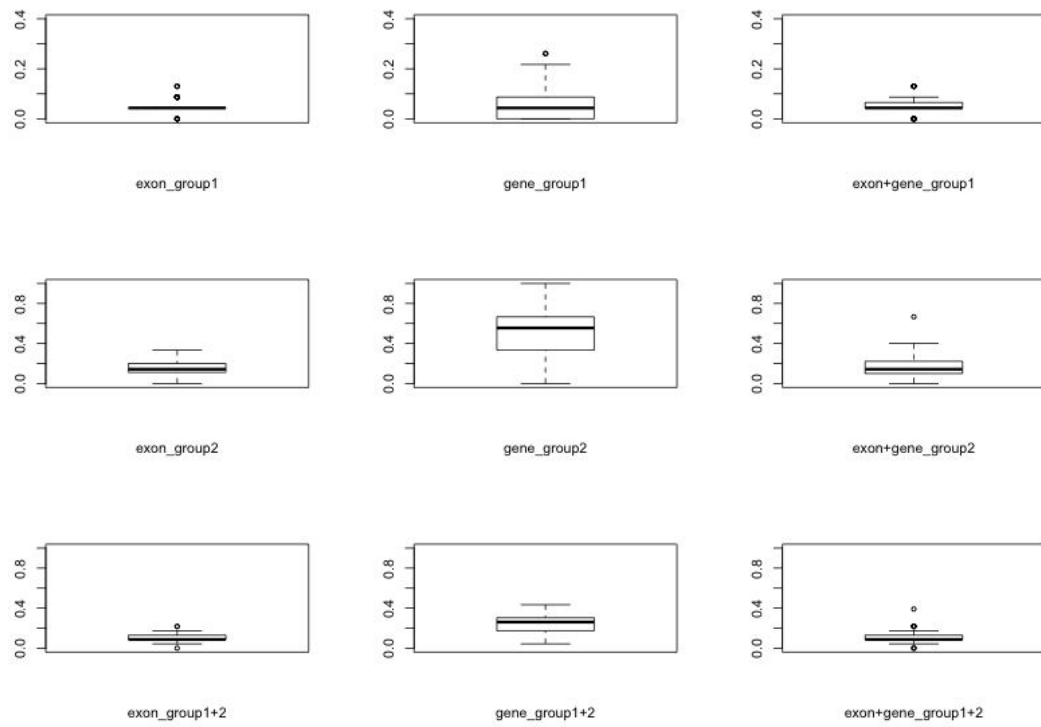 0.0 0.2 0.4
exon_group1
0.0 0.2 0.4
gene_group1
0.0 0.2 0.4
exon+gene_group1
0.0 0.4 0.8
exon_group2
0.0 0.4 0.8
gene_group2
0.0 0.4 0.8
exon+gene_group2
0.0 0.4 0.8
exon_group1+2
0.0 0.4 0.8
gene_group1+2
0.0 0.4 0.8
exon+gene_group1+2